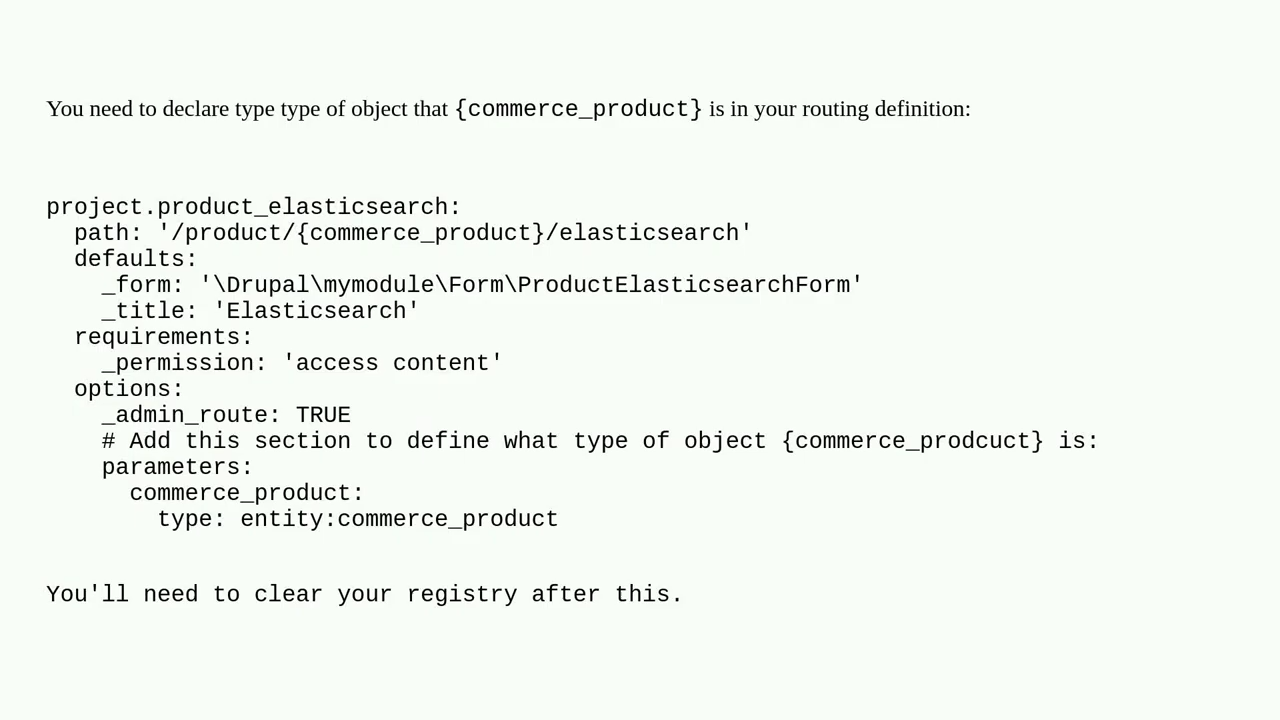 You need to declare type type of object that {commerce_product} is in your routing definition:
project.product_elasticsearch:
  path: '/product/{commerce_product}/elasticsearch'
  defaults:
    _form: '\Drupal\mymodule\Form\ProductElasticsearchForm'
    _title: 'Elasticsearch'
  requirements:
    _permission: 'access content'
  options:
    _admin_route: TRUE
    # Add this section to define what type of object {commerce_prodcuct} is:
    parameters:
      commerce_product:
        type: entity:commerce_product
You'll need to clear your registry after this.